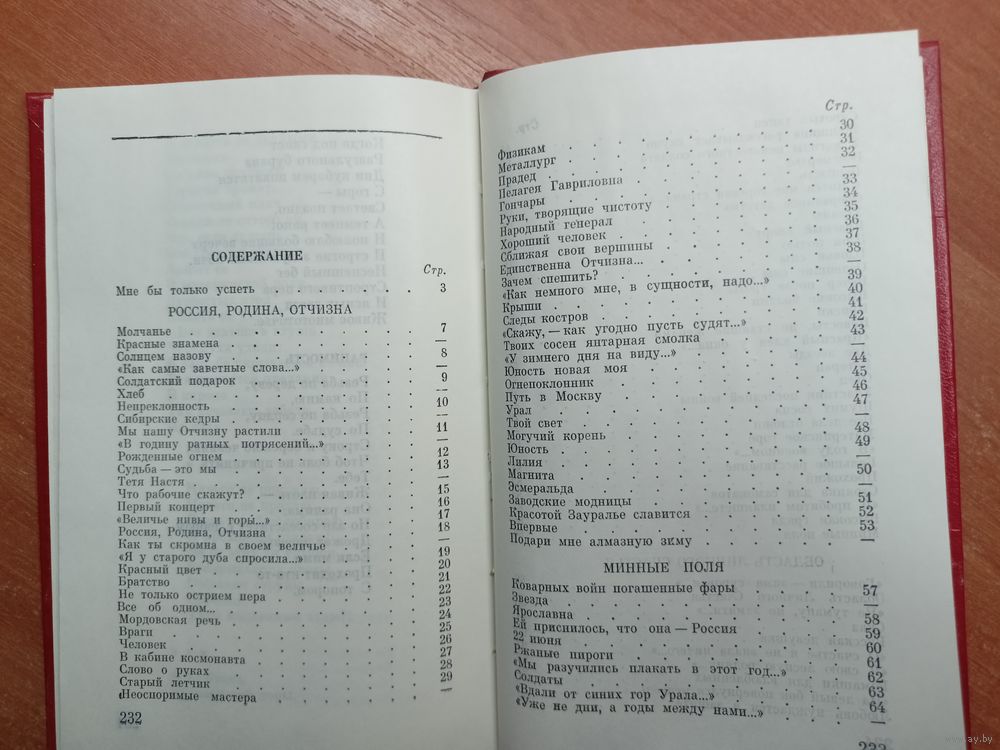 СОДЕРЖАНИЕ
Стр.
Мне бы только успеть . . . . . . . 3
РОССИЯ, РОДИНА, ОТЧИЗНА
Молчанье . . . . . . . 7
Красные знамена . . . . . . . —
Солнцем назову . . . . . . . 8
«Как самые заветные слова...» . . . . . —
Солдатский подарок . . . . . . . 9
Хлеб . . . . . . . —
Непреклонность . . . . . . . 10
Сибирские кедры . . . . . . . —
Мы нашу Отчизну растили . . . . . 11
«В годину ратных потрясений...» . . . . —
Рожденные огнем . . . . . . . 12
Судьба — это мы . . . . . . . 13
Тетя Настя . . . . . . . —
Что рабочие скажут? . . . . . . 15
Первый концерт . . . . . . . 16
«Величье нивы и горы́...» . . . . . 17
Россия, Родина, Отчизна . . . . . 18
Как ты скромна в своем величье . . . . —
«Я у старого дуба спросила...» . . . . 19
Красный цвет . . . . . . . 20
Братство . . . . . . . 21
Не только острием пера . . . . . 22
Все об одном... . . . . . . . 23
Мордовская речь . . . . . . . 24
Враги . . . . . . . 25
Человек . . . . . . . 26
В кабине космонавта . . . . . . 27
Слово о руках . . . . . . . 28
Старый летчик . . . . . . . 29
Неоспоримые мастера . . . . . . —
232
Стр.
Физикам . . . . . . . 30
Металлург . . . . . . . 31
Прадед . . . . . . . 32
Пелагея Гавриловна . . . . . . —
Гончары . . . . . . . 33
Руки, творящие чистоту . . . . . 34
Народный генерал . . . . . . 35
Хороший человек . . . . . . 36
Сближая свои вершины . . . . . 37
Единственна Отчизна... . . . . . 38
Зачем спешить? . . . . . . . —
«Как немного мне, в сущности, надо...» . . . 39
Крыши . . . . . . . 40
Следы костров . . . . . . . 41
«Скажу, — как угодно пусть судят...» . . . 42
Твоих сосен янтарная смолка . . . . 43
«У зимнего дня на виду...» . . . . . —
Юность новая моя . . . . . . 44
Огнепоклонник . . . . . . . 45
Путь в Москву . . . . . . . 46
Урал . . . . . . . 47
Твой свет . . . . . . . —
Могучий корень . . . . . . . 48
Юность . . . . . . . 49
Лилия . . . . . . . —
Магнита . . . . . . . 50
Эсмеральда . . . . . . . —
Заводские модницы . . . . . . 51
Красотой Зауралье славится . . . . 52
Впервые . . . . . . . 53
Подари мне алмазную зиму . . . . . —
МИННЫЕ ПОЛЯ
Коварных войн погашенные фары . . . . 57
Звезда . . . . . . . —
Ярославна . . . . . . . 58
Ей приснилось, что она — Россия . . . . 59
22 июня . . . . . . . 60
Ржаные пироги . . . . . . . 61
«Мы разучились плакать в этот год...» . . . 62
Солдаты . . . . . . . 63
«Вдали от синих гор Урала...» . . . . 64
«Уже не дни, а годы между нами...» . . . —
233
www.ay.by